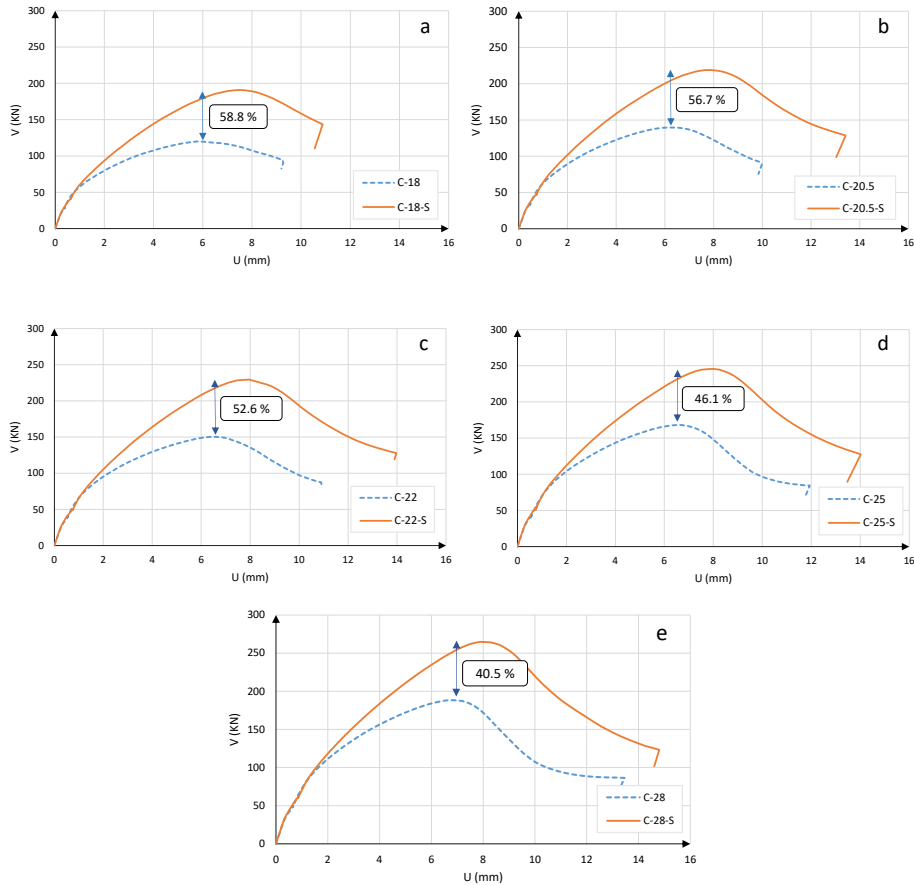 a
300
250
200
150
100
50
0
V (KN)
58.8 %
C-18
C-18-S
0 2 4 6 8 10 12 14 16
U (mm)
b
300
250
200
150
100
50
0
V (KN)
56.7 %
C-20.5
C-20.5-S
0 2 4 6 8 10 12 14 16
U (mm)
c
300
250
200
150
100
50
0
V (KN)
52.6 %
C-22
C-22-S
0 2 4 6 8 10 12 14 16
U (mm)
d
300
250
200
150
100
50
0
V (KN)
46.1 %
C-25
C-25-S
0 2 4 6 8 10 12 14 16
U (mm)
e
300
250
200
150
100
50
0
V (KN)
40.5 %
C-28
C-28-S
0 2 4 6 8 10 12 14 16
U (mm)